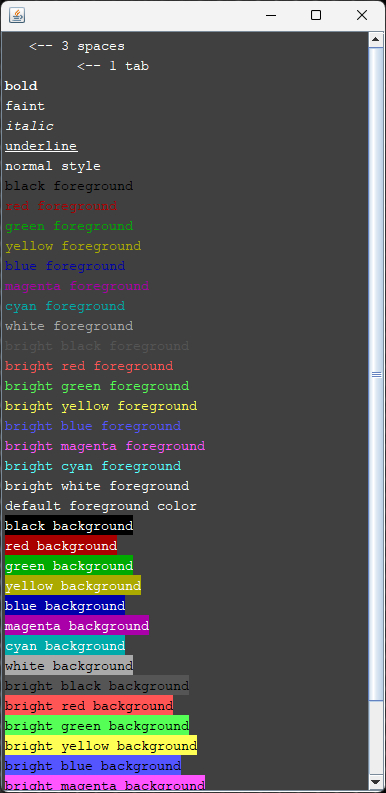 <-- 3 spaces
         <-- 1 tab
bold
faint
italic
underline
normal style
black foreground
red foreground
green foreground
yellow foreground
blue foreground
magenta foreground
cyan foreground
white foreground
bright black foreground
bright red foreground
bright green foreground
bright yellow foreground
bright blue foreground
bright magenta foreground
bright cyan foreground
bright white foreground
default foreground color
black background
red background
green background
yellow background
blue background
magenta background
cyan background
white background
bright black background
bright red background
bright green background
bright yellow background
bright blue background
bright magenta background